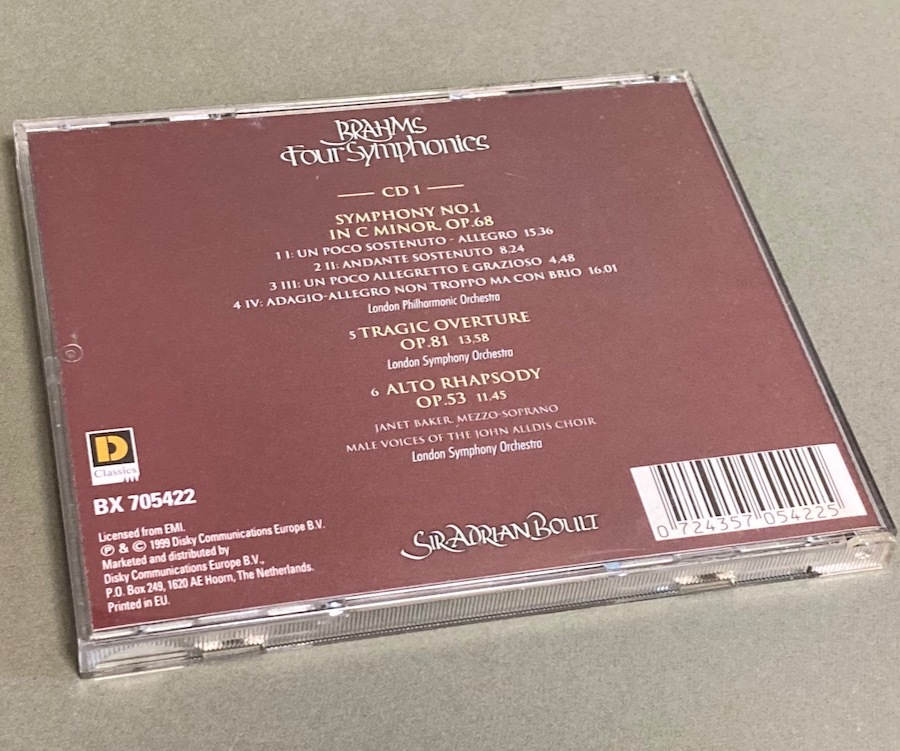 BRAHMS
Four Symphonies
CD 1
SYMPHONY NO.1
IN C MINOR, OP.68
1 I: UN POCO SOSTENUTO - ALLEGRO 15.36
2 II: ANDANTE SOSTENUTO 8.24
3 III: UN POCO ALLEGRETTO E GRAZIOSO 4,48
4 IV: ADAGIO-ALLEGRO NON TROPPO MA CON BRIO 16.01
London Philharmonic Orchestra
5 TRAGIC OVERTURE
OP.81 13,58
London Symphony Orchestra
6 ALTO RHAPSODY
OP.53 11.45
JANET BAKER, MEZZO-SOPRANO
MALE VOICES OF THE JOHN ALLDIS CHOIR
London Symphony Orchestra
D
Classics
BX 705422
Licensed from EMI.
℗ & © 1999 Disky Communications Europe B.V.
Marketed and distributed by
Disky Communications Europe B.V.,
P.O. Box 249, 1620 AE Hoorn, The Netherlands.
Printed in EU.
SIR ADRIAN BOULT
0 724357 054225